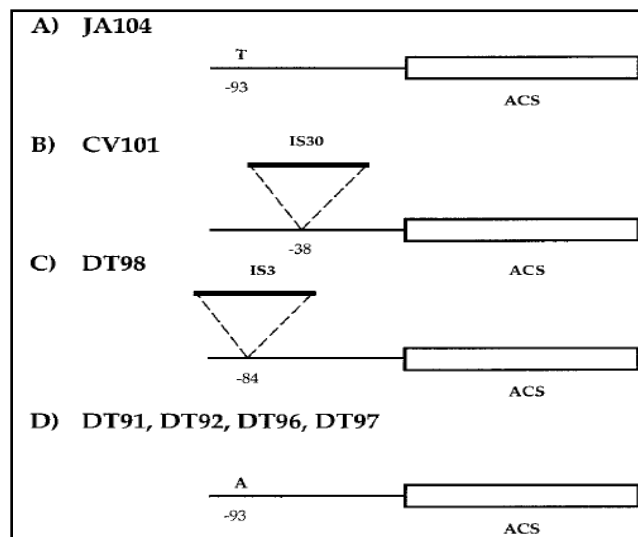 A) JA104
T
-93
ACS
B) CV101
IS30
-38
ACS
C) DT98
IS3
-84
ACS
D) DT91, DT92, DT96, DT97
A
-93
ACS